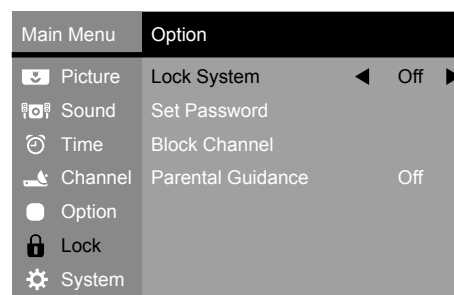 Main Menu
Option
Picture
Sound
Time
Channel
Option
Lock
System
Lock System Off
Set Password
Block Channel
Parental Guidance Off